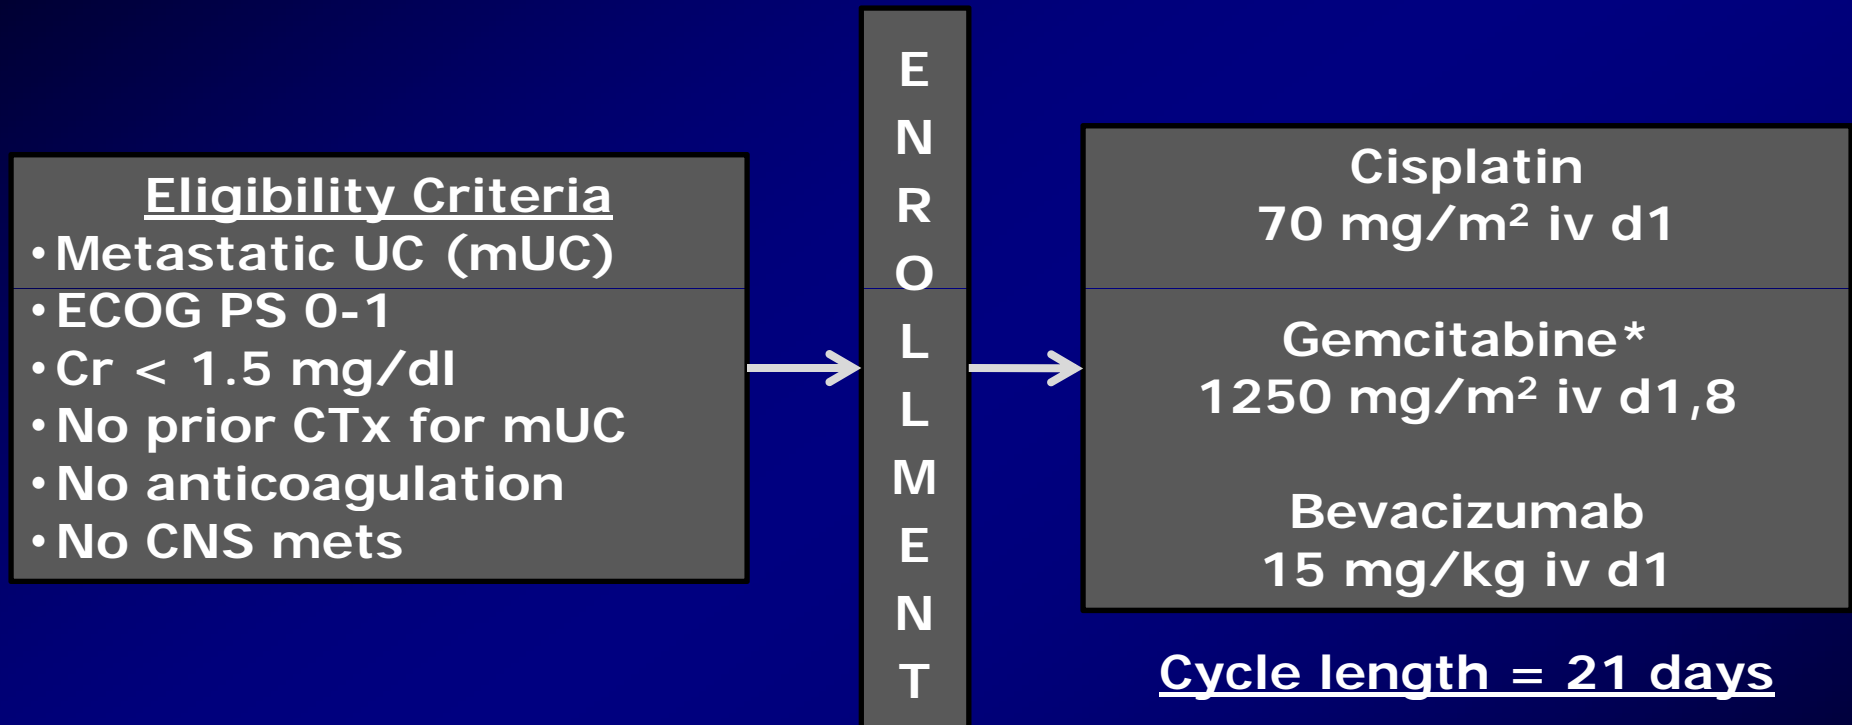 Eligibility Criteria
•Metastatic UC (mUC)
•ECOG PS 0-1
•Cr < 1.5 mg/dl
•No prior CTx for mUC
•No anticoagulation
•No CNS mets
E
N
R
O
L
L
M
E
N
T
Cisplatin
70 mg/m² iv d1
Gemcitabine*
1250 mg/m² iv d1,8
Bevacizumab
15 mg/kg iv d1
Cycle length = 21 days